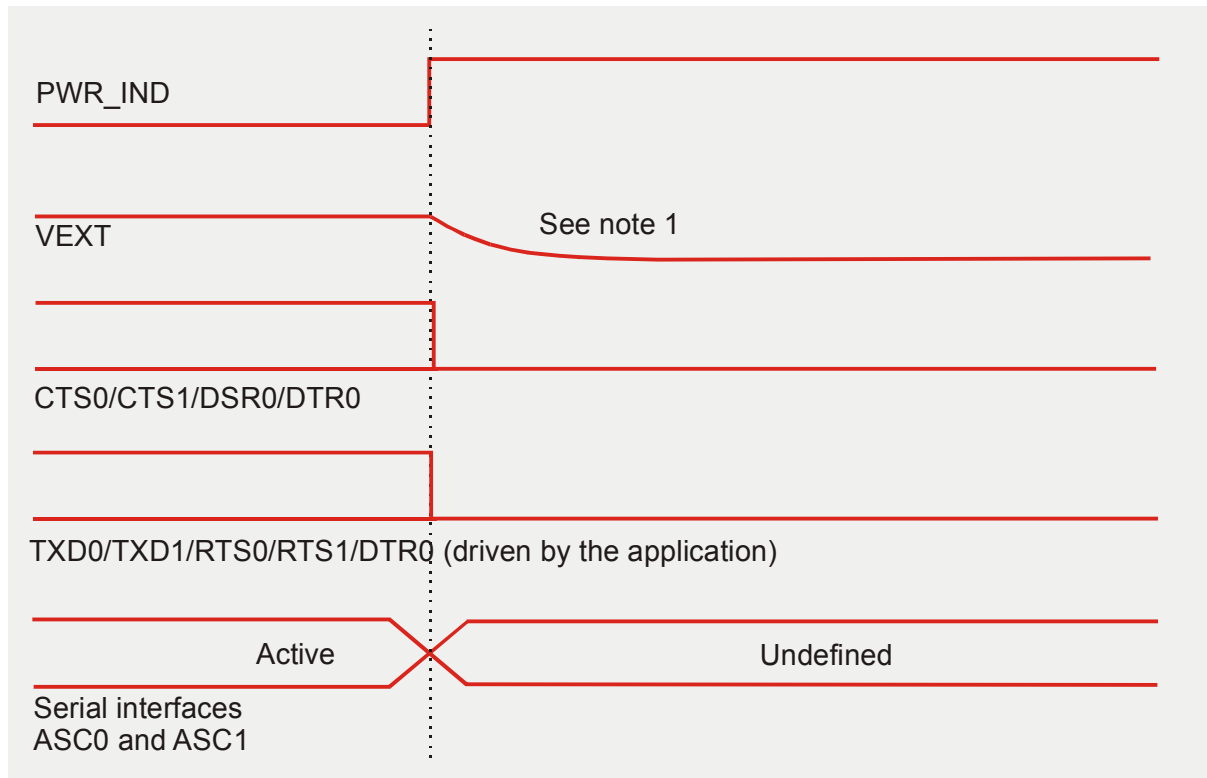 PWR_IND
See note 1
VEXT
CTS0/CTS1/DSR0/DTR0
TXD0/TXD1/RTS0/RTS1/DTR0 (driven by the application)
Active
Undefined
Serial interfaces
ASC0 and ASC1